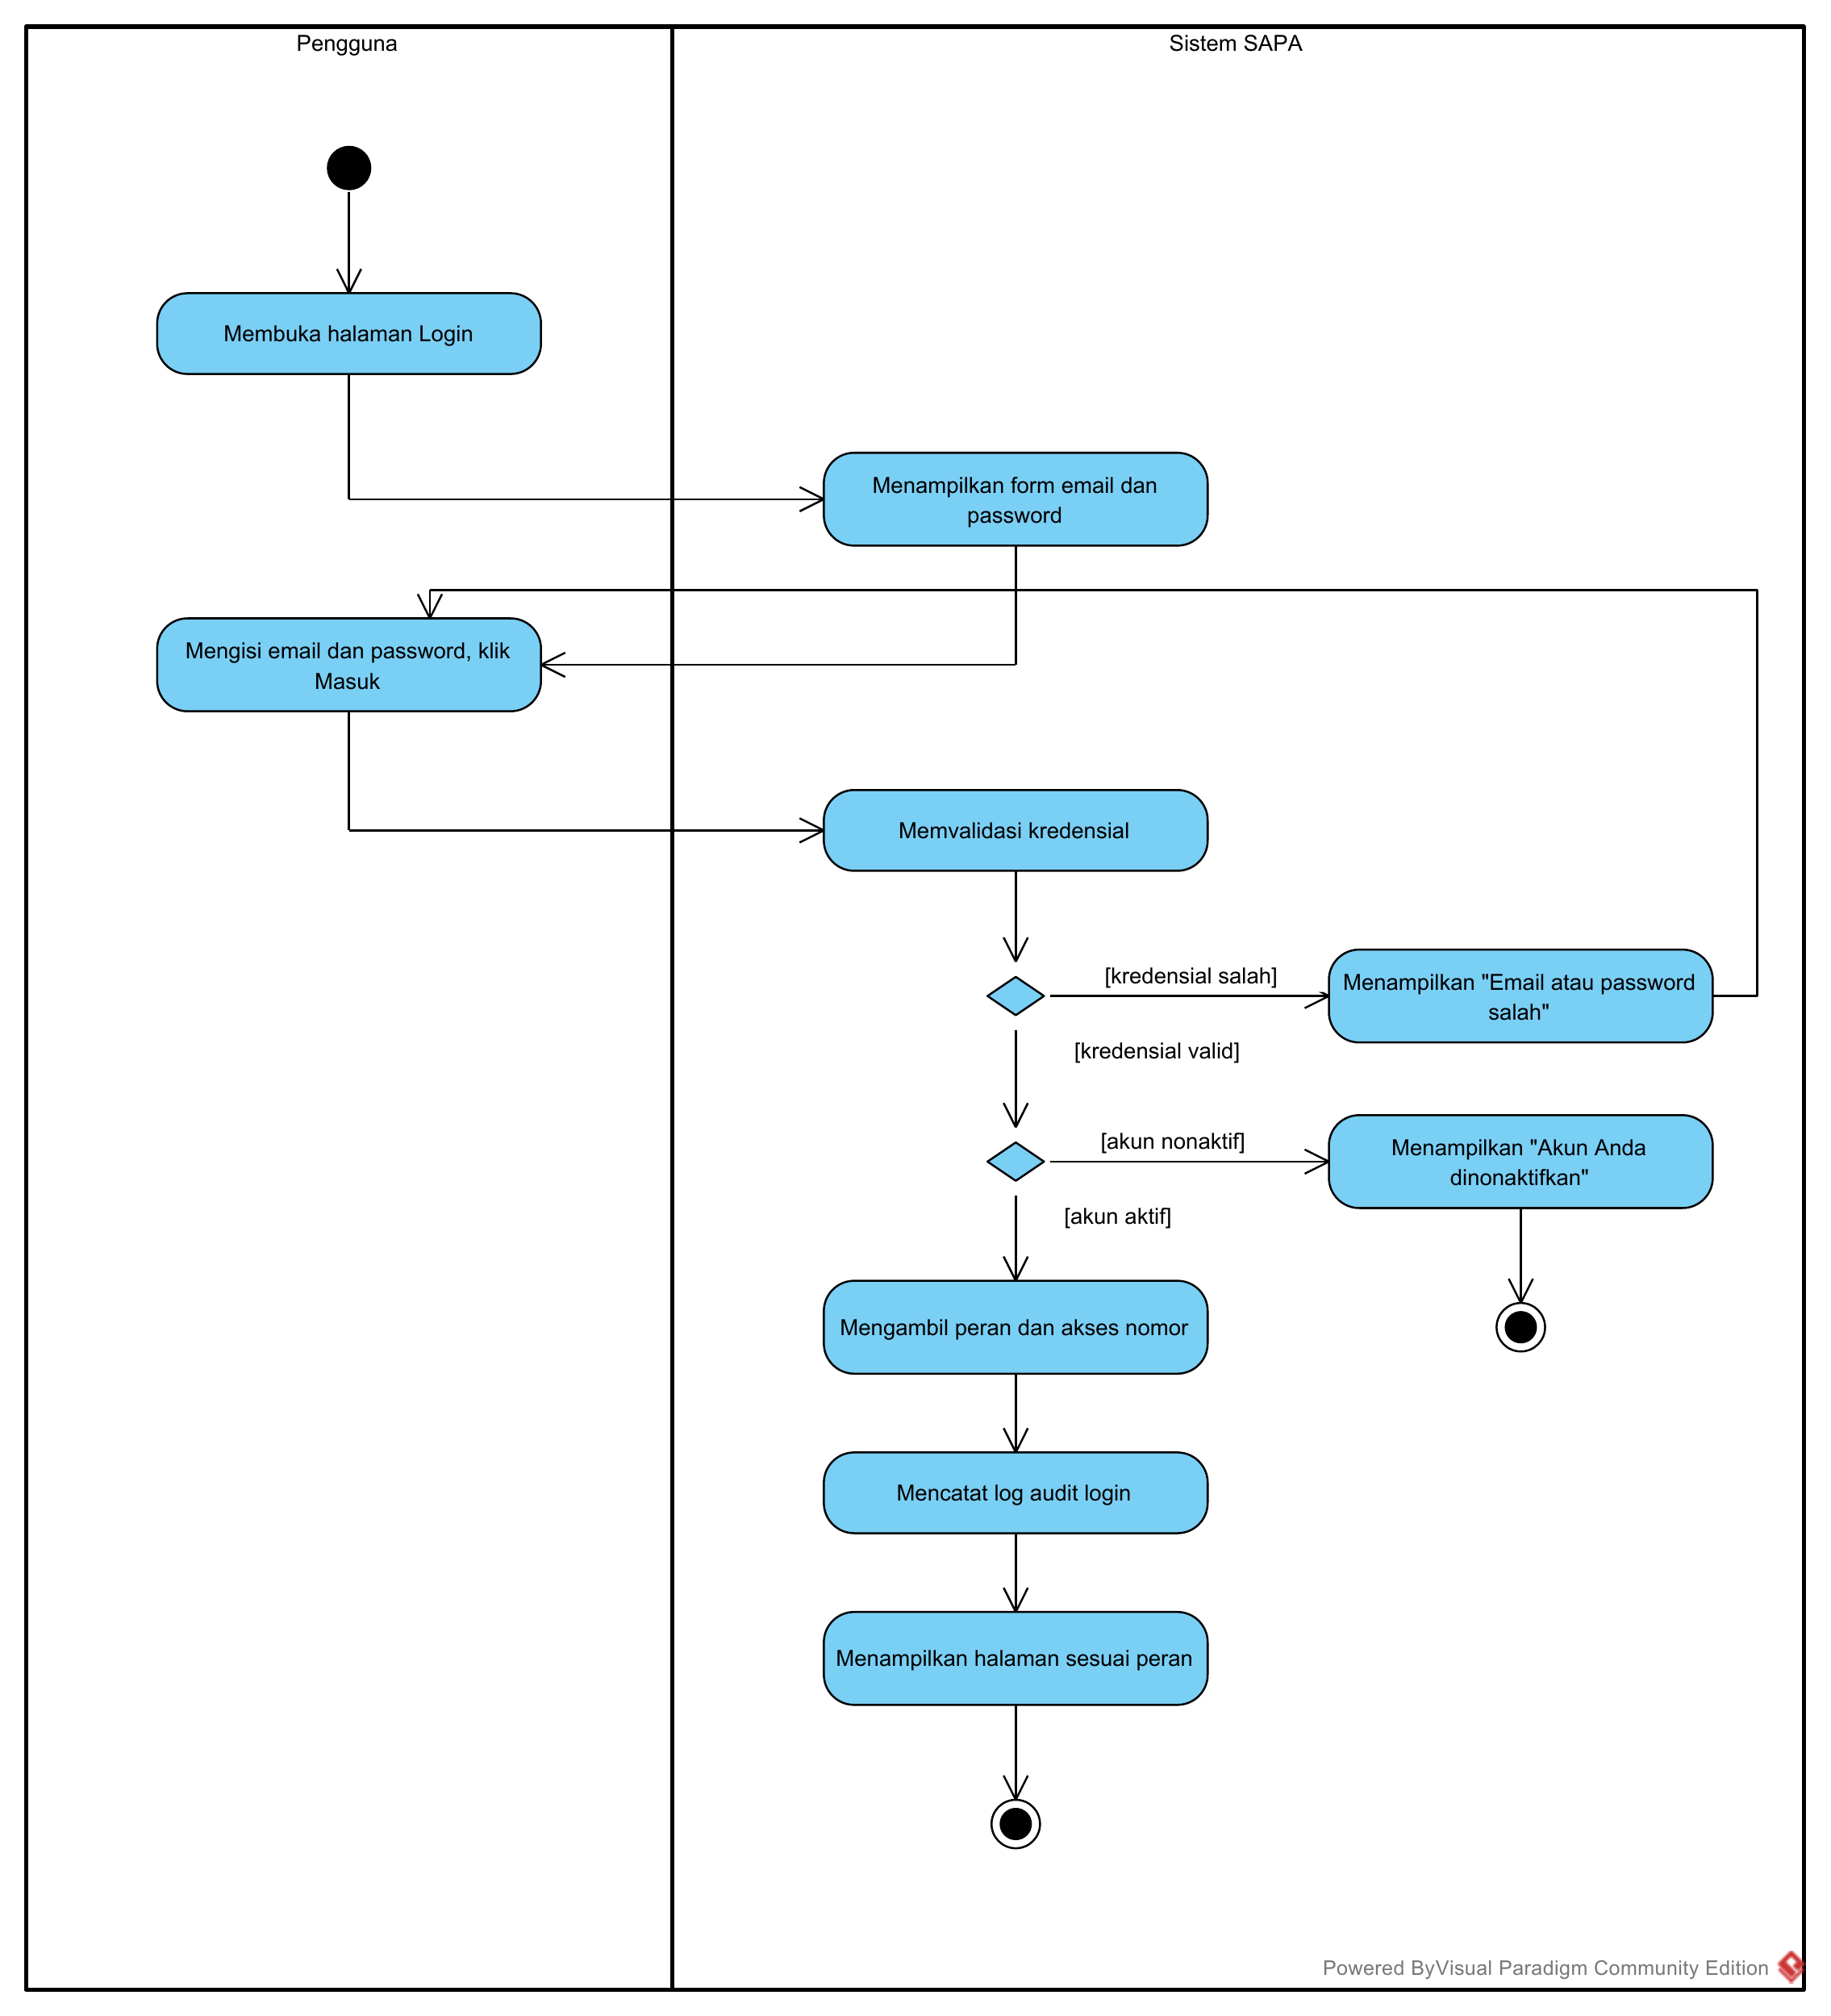 Pengguna
Sistem SAPA
Membuka halaman Login
Menampilkan form email dan
password
Mengisi email dan password, klik
Masuk
Memvalidasi kredensial
[kredensial salah]
Menampilkan "Email atau password
salah"
[kredensial valid]
[akun nonaktif]
Menampilkan "Akun Anda
dinonaktifkan"
[akun aktif]
Mengambil peran dan akses nomor
Mencatat log audit login
Menampilkan halaman sesuai peran
Powered ByVisual Paradigm Community Edition